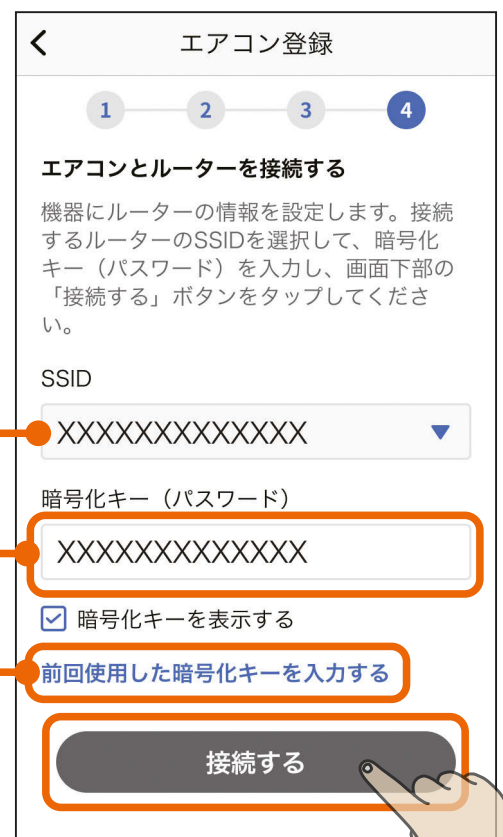 エアコン登録
1 2 3 4
エアコンとルーターを接続する
機器にルーターの情報を設定します。接続
するルーターのSSIDを選択して、暗号化
キー（パスワード）を入力し、画面下部の
「接続する」ボタンをタップしてくださ
い。
SSID
XXXXXXXXXXXXX
暗号化キー（パスワード）
XXXXXXXXXXXXX
暗号化キーを表示する
前回使用した暗号化キーを入力する
接続する